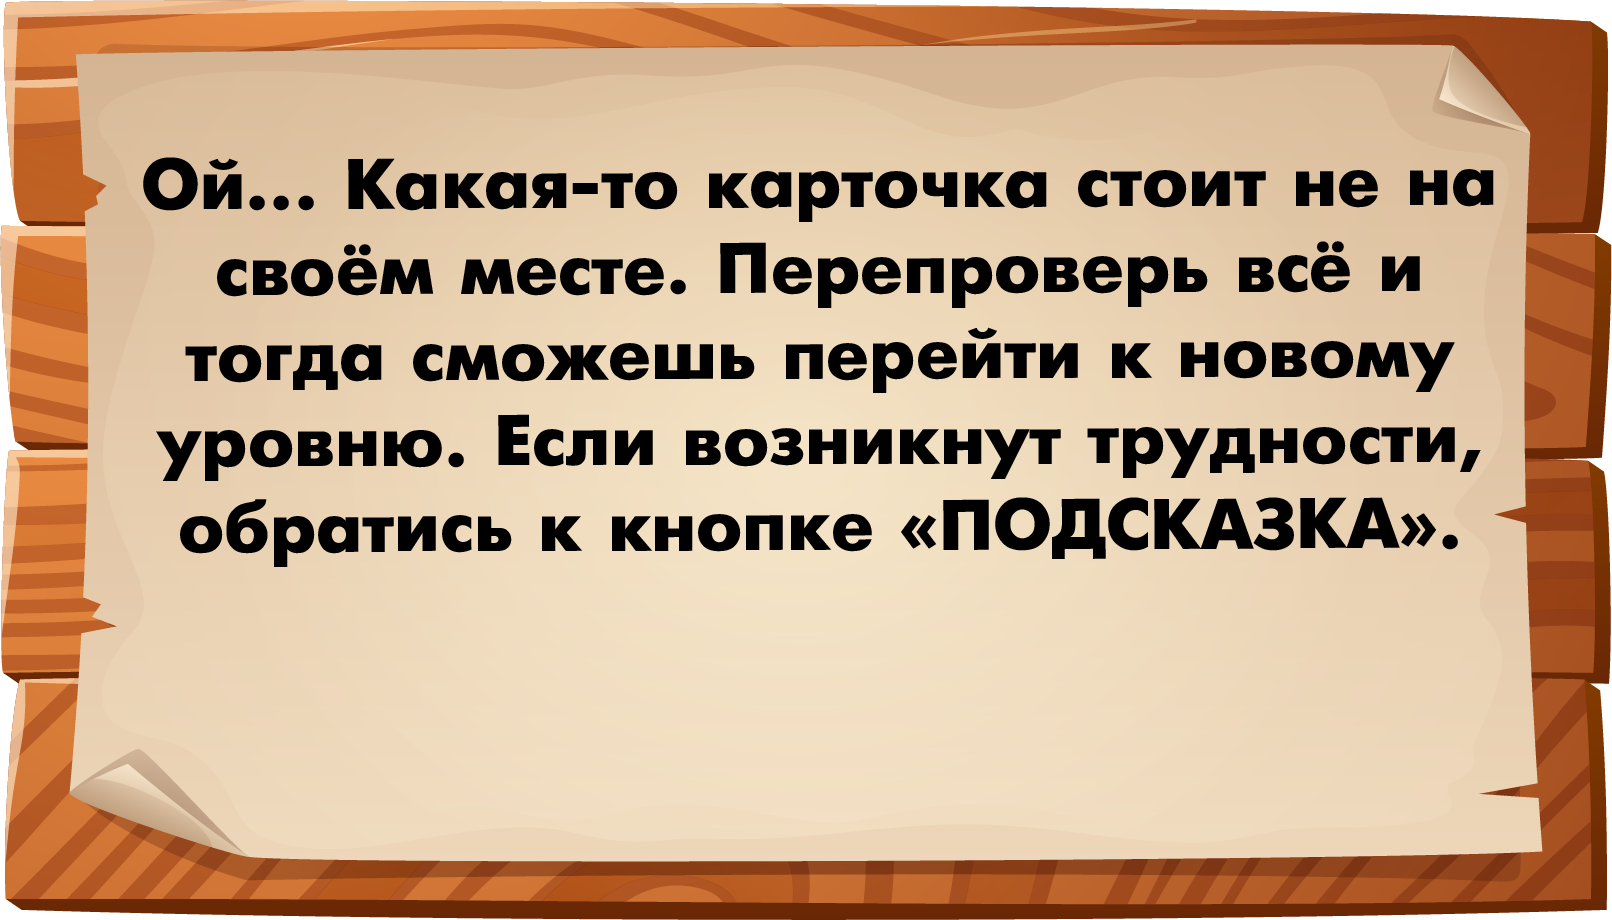 Ой... Какая-то карточка стоит не на
своём месте. Перепроверь всё и
тогда сможешь перейти к новому
уровню. Если возникнут трудности,
обратись к кнопке «ПОДСКАЗКА».